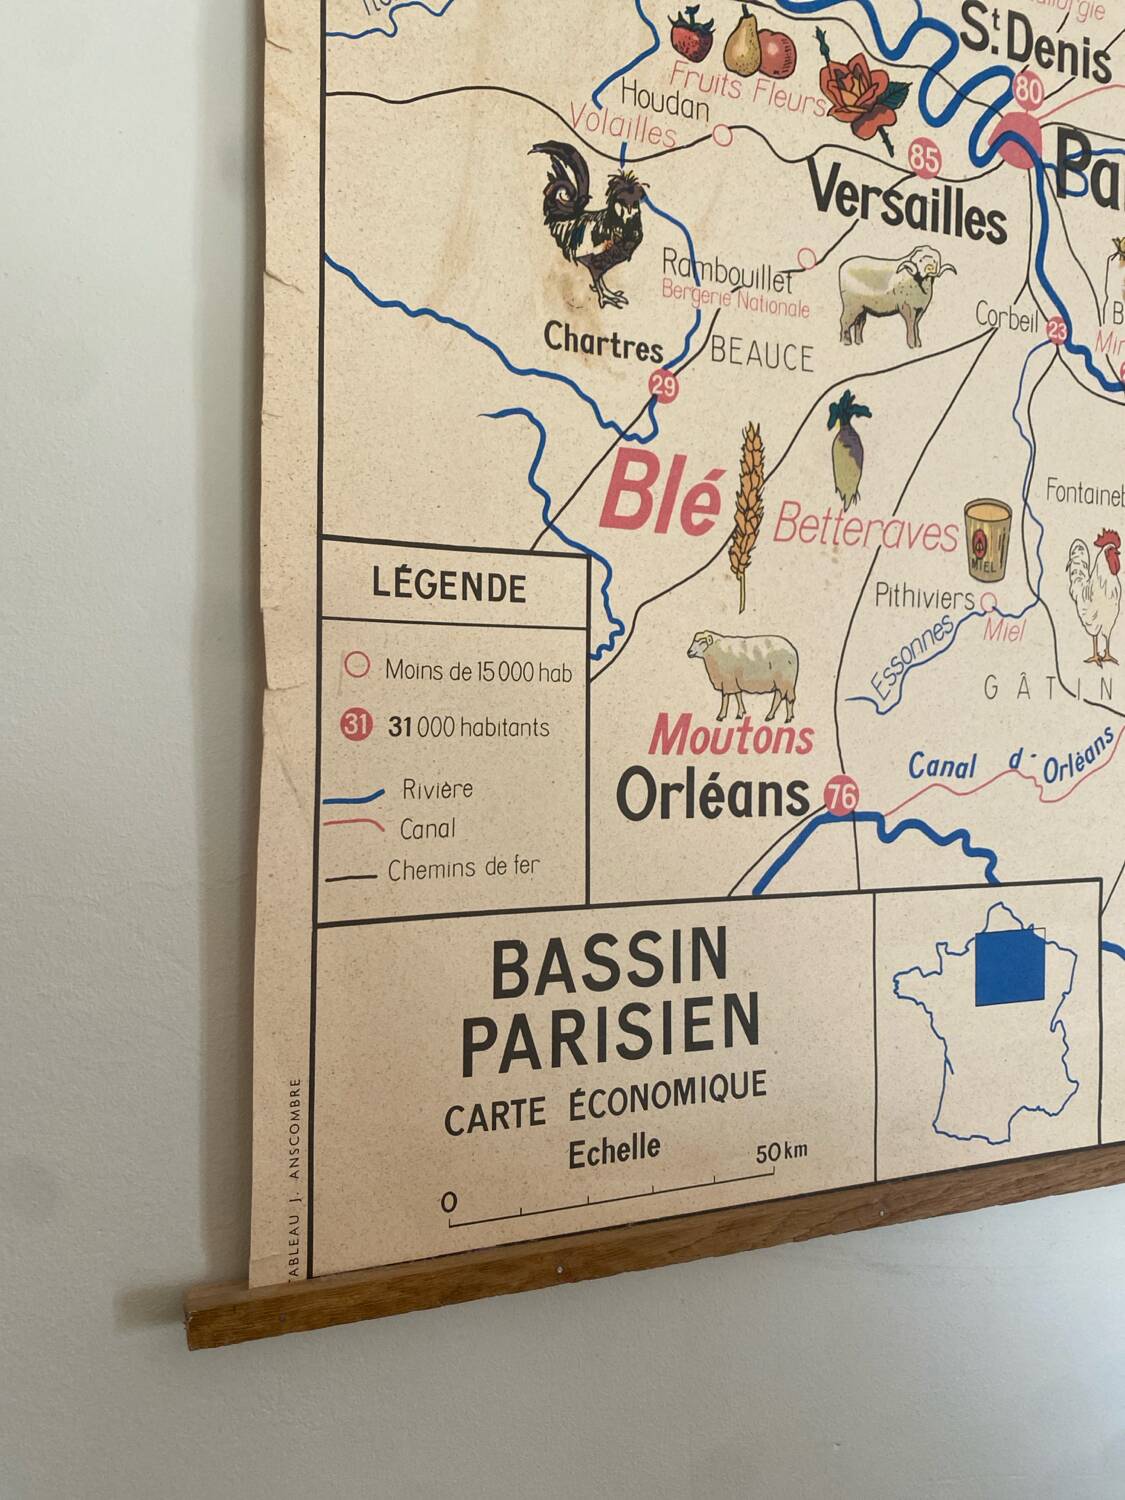 St. Denis
80
Fruits Fleurs
Houdan
Volailles
85
Versailles
Rambouillet
Bergerie Nationale
Corbeil
23
Chartres
BEAUCE
29
Blé
Betteraves
MIEL
Pithiviers
Miel
Essonnes
Moutons
Orléans
76
Canal d'Orléans
LÉGENDE
Moins de 15 000 hab
31 31 000 habitants
Rivière
Canal
Chemins de fer
BASSIN
PARISIEN
CARTE ÉCONOMIQUE
Echelle
0 50 km
TABLEAU J. ANSCOMBRE